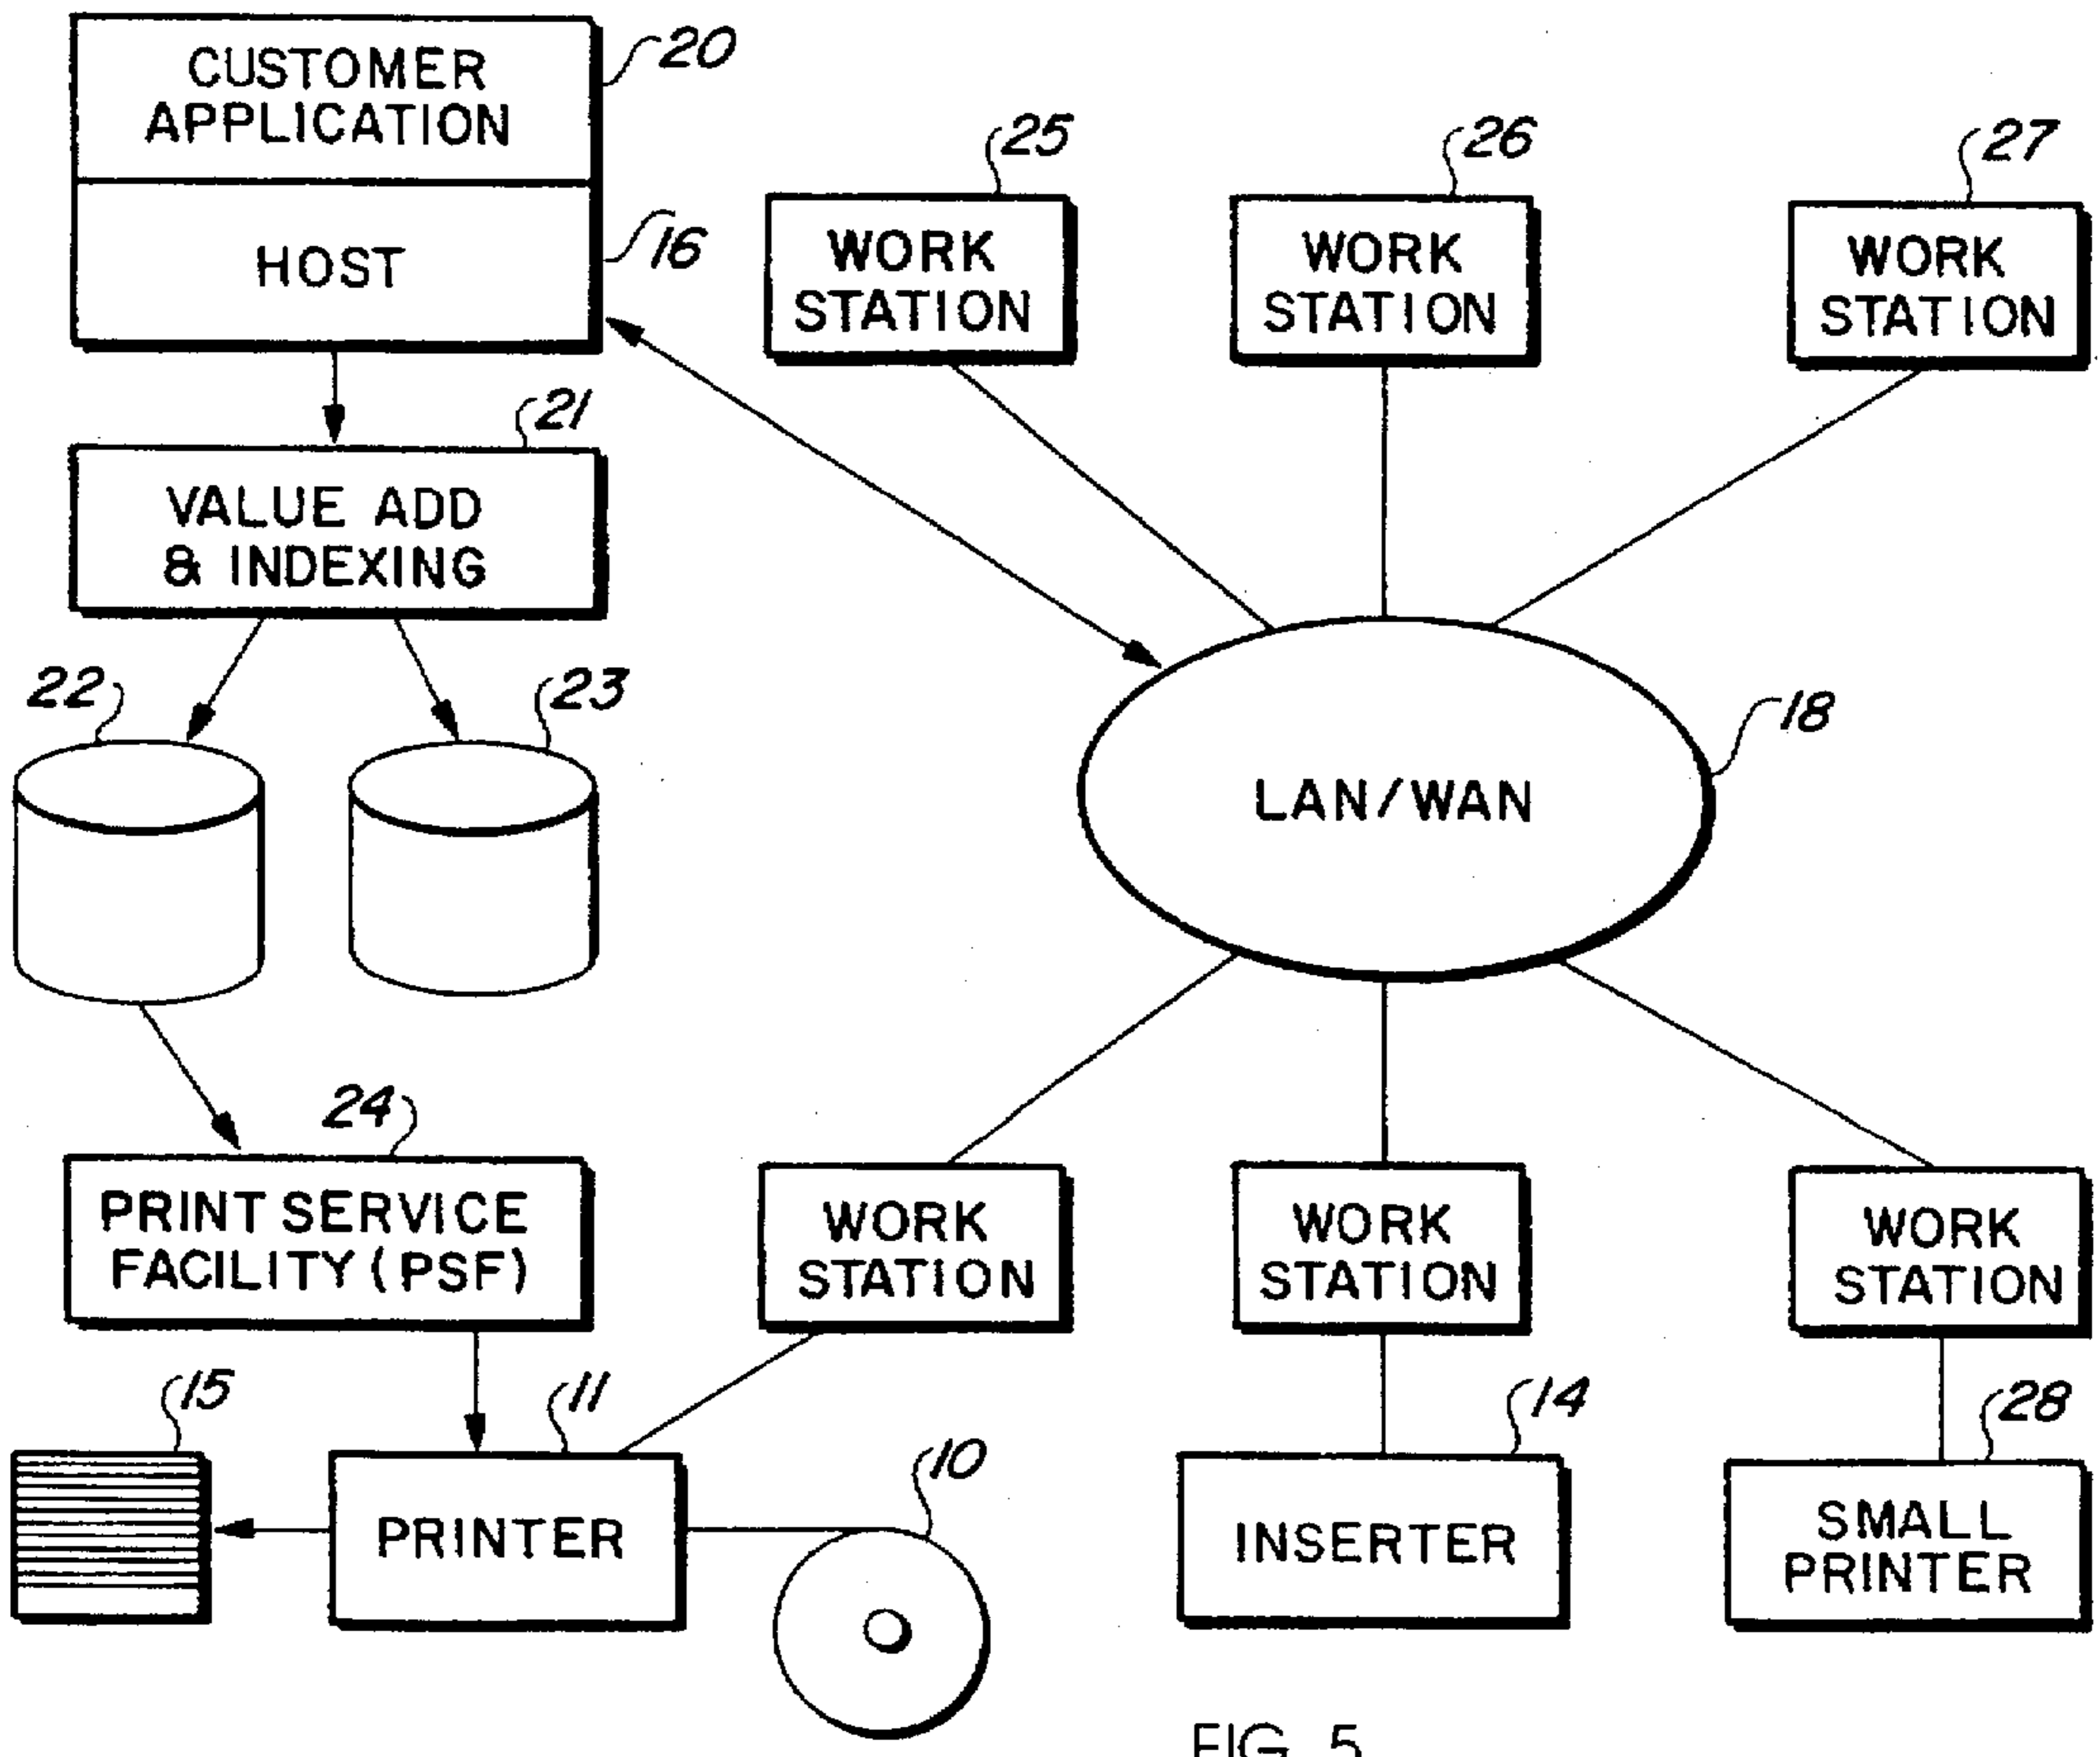 CUSTOMER
APPLICATION
20
HOST
16
25
WORK
STATION
26
WORK
STATION
27
WORK
STATION
21
VALUE ADD
& INDEXING
22
23
LAN/WAN
18
24
PRINT SERVICE
FACILITY (PSF)
WORK
STATION
WORK
STATION
WORK
STATION
15
11
PRINTER
10
14
INSERTER
28
SMALL
PRINTER
FIG. 5